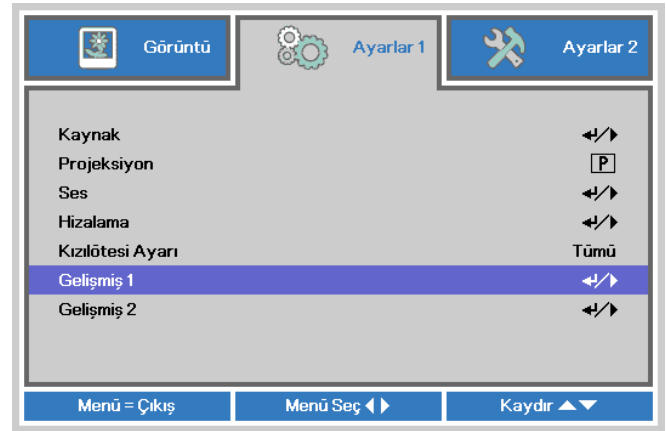 Görüntü Ayarlar 1 Ayarlar 2
Kaynak
Projeksiyon P
Ses
Hizalama
Kızılötesi Ayarı Tümü
Gelişmiş 1
Gelişmiş 2
Menü = Çıkış Menü Seç Kaydır